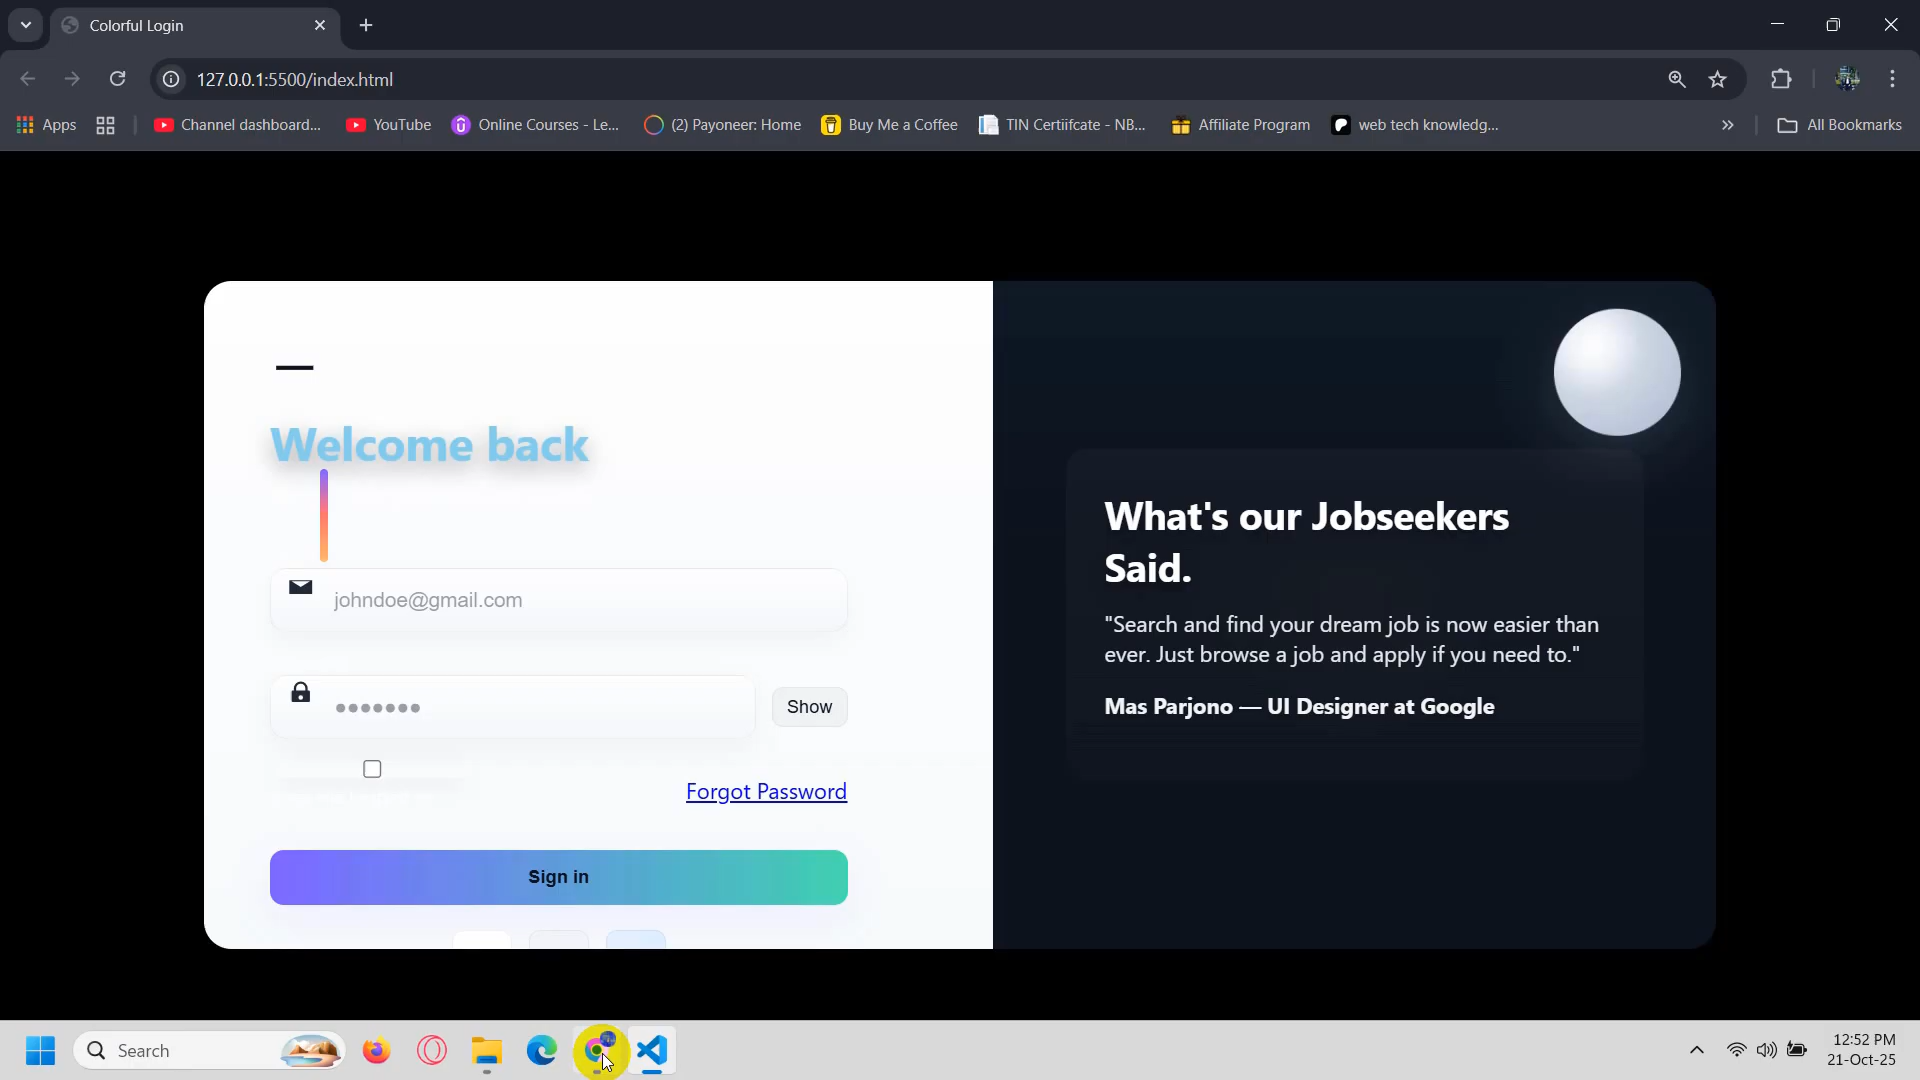 Colorful Login
127.0.0.1:5500/index.html
Apps
Channel dashboard...
YouTube
Online Courses - Le...
(2) Payoneer: Home
Buy Me a Coffee
TIN Certiifcate - NB...
Affiliate Program
web tech knowledg...
All Bookmarks
Welcome back
johndoe@gmail.com
Show
Forgot Password
Sign in
What's our Jobseekers
Said.
"Search and find your dream job is now easier than
ever. Just browse a job and apply if you need to."
Mas Parjono — UI Designer at Google
Search
12:52 PM
21-Oct-25